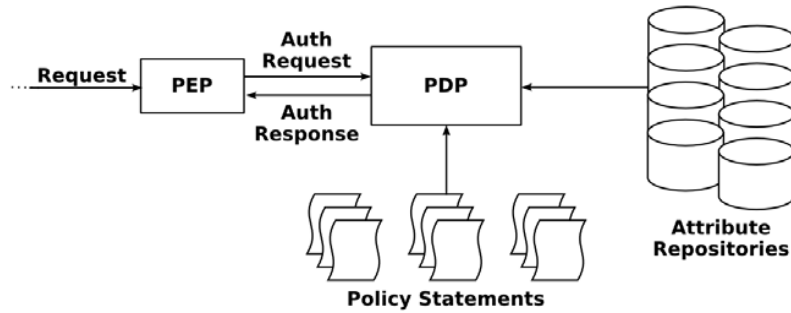 Request
PEP
Auth
Request
Auth
Response
PDP
Policy Statements
Attribute
Repositories